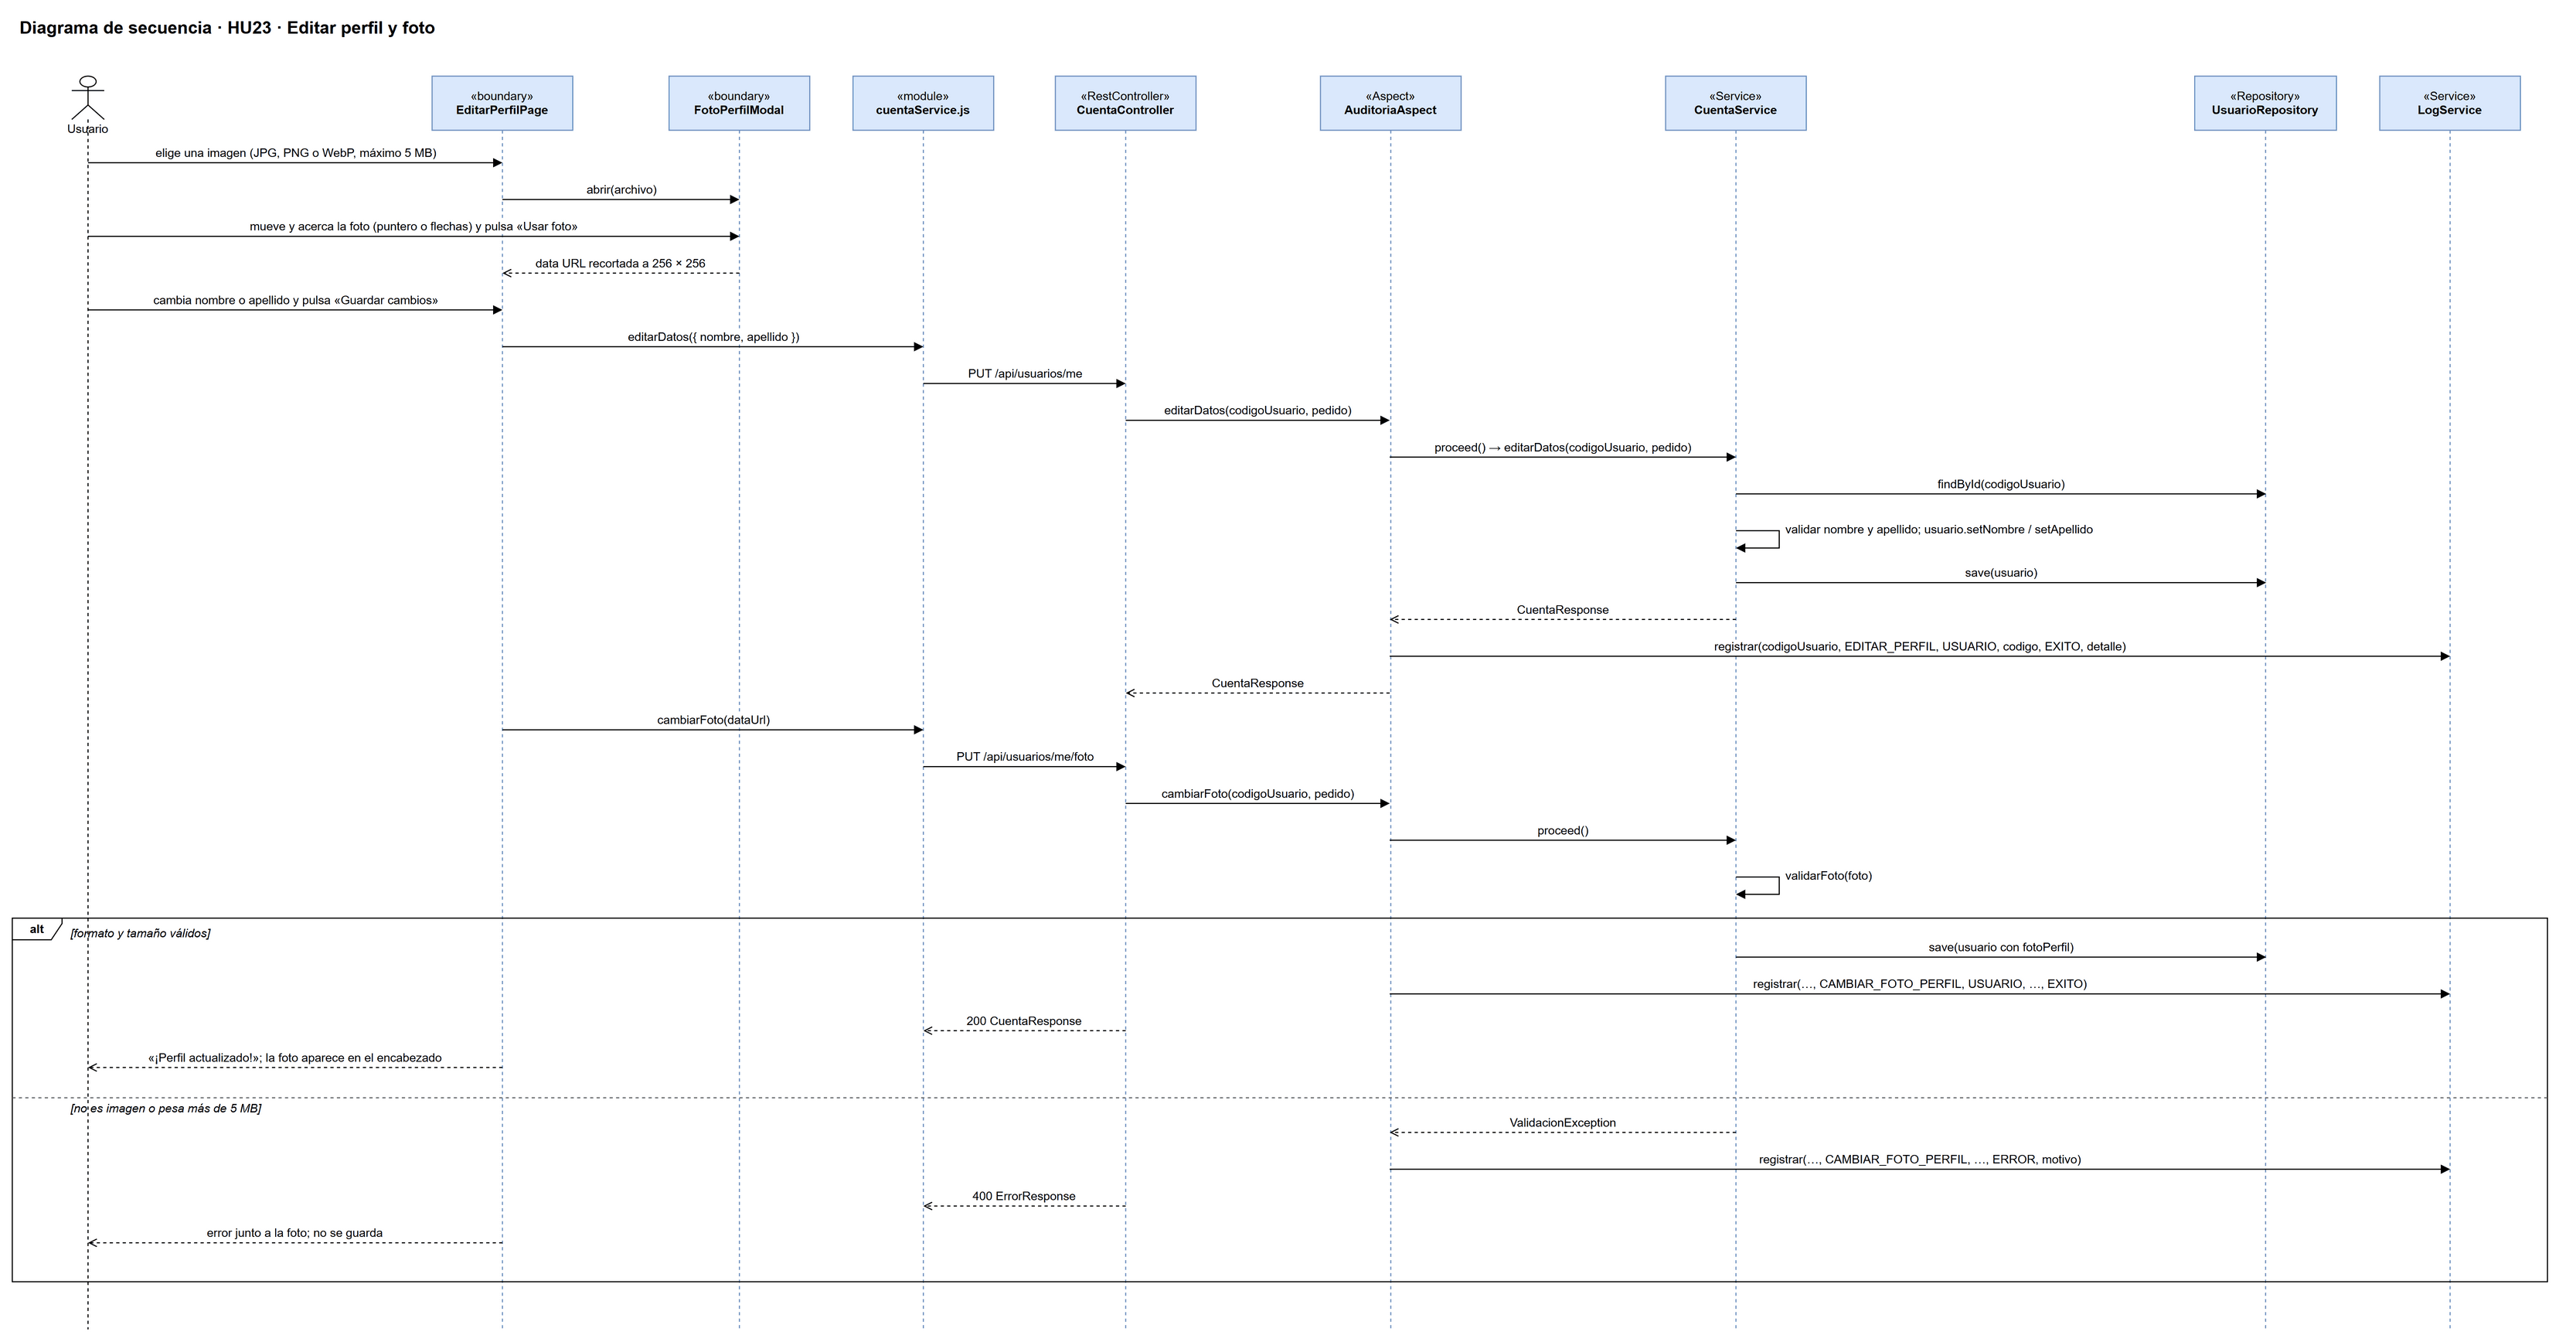 Diagrama de secuencia · HU23 · Editar perfil y foto
Usuario
«boundary»
EditarPerfilPage
«boundary»
FotoPerfilModal
«module»
cuentaService.js
«RestController»
CuentaController
«Aspect»
AuditoriaAspect
«Service»
CuentaService
«Repository»
UsuarioRepository
«Service»
LogService
elige una imagen (JPG, PNG o WebP, máximo 5 MB)
abrir(archivo)
mueve y acerca la foto (puntero o flechas) y pulsa «Usar foto»
data URL recortada a 256 × 256
cambia nombre o apellido y pulsa «Guardar cambios»
editarDatos({ nombre, apellido })
PUT /api/usuarios/me
editarDatos(codigoUsuario, pedido)
proceed() → editarDatos(codigoUsuario, pedido)
findById(codigoUsuario)
validar nombre y apellido; usuario.setNombre / setApellido
save(usuario)
CuentaResponse
registrar(codigoUsuario, EDITAR_PERFIL, USUARIO, codigo, EXITO, detalle)
CuentaResponse
cambiarFoto(dataUrl)
PUT /api/usuarios/me/foto
cambiarFoto(codigoUsuario, pedido)
proceed()
validarFoto(foto)
alt
[formato y tamaño válidos]
save(usuario con fotoPerfil)
registrar(…, CAMBIAR_FOTO_PERFIL, USUARIO, …, EXITO)
200 CuentaResponse
«¡Perfil actualizado!»; la foto aparece en el encabezado
[no es imagen o pesa más de 5 MB]
ValidacionException
registrar(…, CAMBIAR_FOTO_PERFIL, …, ERROR, motivo)
400 ErrorResponse
error junto a la foto; no se guarda